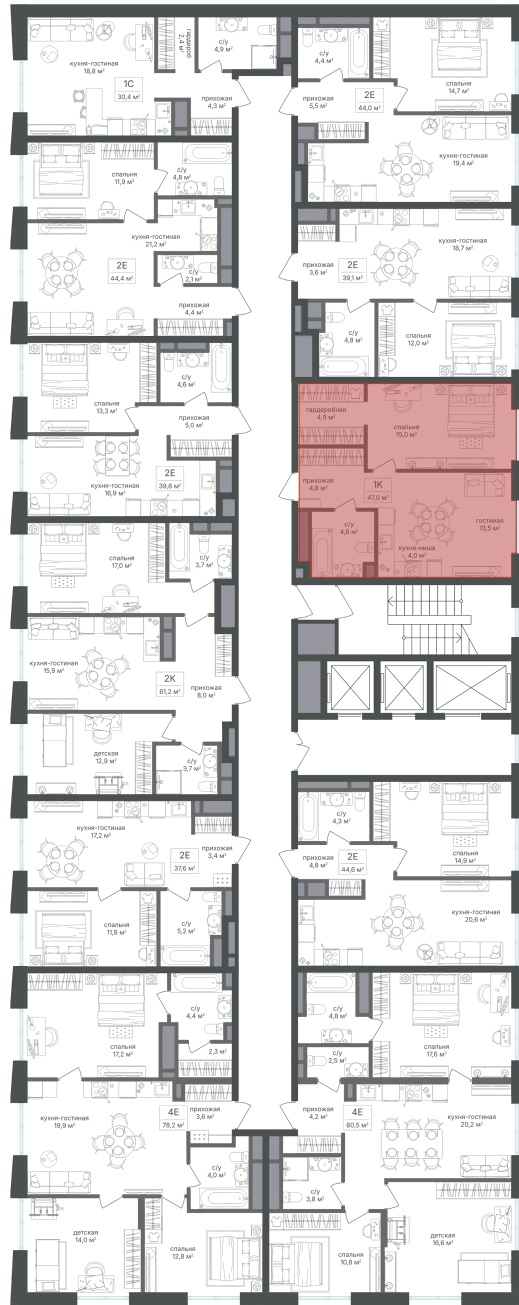 кухня-гостиная
18,8 м²
1С
30,4 м²
гардероб
2,4 м²
с/у
4,9 м²
прихожая
4,3 м²
с/у
4,4 м²
прихожая
5,5 м²
2Е
44,0 м²
спальня
14,7 м²
кухня-гостиная
19,4 м²
спальня
11,9 м²
с/у
4,8 м²
кухня-гостиная
21,2 м²
2Е
44,4 м²
с/у
2,1 м²
прихожая
4,4 м²
прихожая
3,6 м²
2Е
39,1 м²
кухня-гостиная
18,7 м²
с/у
4,8 м²
спальня
12,0 м²
спальня
13,3 м²
с/у
4,6 м²
прихожая
5,0 м²
кухня-гостиная
16,9 м²
2Е
39,8 м²
гардеробная
4,9 м²
спальня
15,0 м²
прихожая
4,8 м²
1К
47,0 м²
с/у
4,8 м²
гостиная
13,5 м²
кухня-ниша
4,0 м²
спальня
17,0 м²
с/у
3,7 м²
кухня-гостиная
15,9 м²
2К
61,2 м²
прихожая
8,0 м²
детская
12,9 м²
с/у
3,7 м²
кухня-гостиная
17,2 м²
2Е
37,6 м²
прихожая
3,4 м²
спальня
11,8 м²
с/у
5,2 м²
с/у
4,3 м²
прихожая
4,8 м²
2Е
44,6 м²
спальня
14,9 м²
кухня-гостиная
20,6 м²
спальня
17,2 м²
с/у
4,4 м²
2,3 м²
кухня-гостиная
19,9 м²
4Е
78,2 м²
прихожая
3,6 м²
с/у
4,0 м²
детская
14,0 м²
спальня
12,8 м²
с/у
4,8 м²
с/у
2,5 м²
спальня
17,6 м²
прихожая
4,2 м²
4Е
80,5 м²
кухня-гостиная
20,2 м²
с/у
3,8 м²
спальня
10,8 м²
детская
16,6 м²